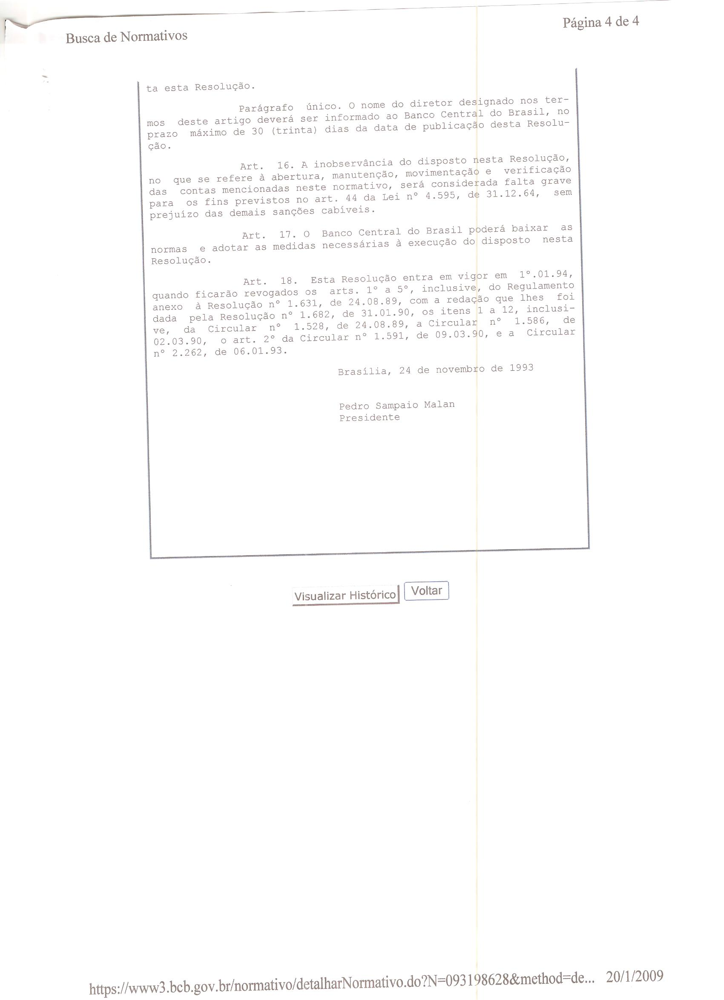 Busca de Normativos
Página 4 de 4
ta esta Resolução.
Parágrafo único. O nome do diretor designado nos ter-
mos deste artigo deverá ser informado ao Banco Central do Brasil, no
prazo máximo de 30 (trinta) dias da data de publicação desta Resolu-
ção.
Art. 16. A inobservância do disposto nesta Resolução,
no que se refere à abertura, manutenção, movimentação e verificação
das contas mencionadas neste normativo, será considerada falta grave
para os fins previstos no art. 44 da Lei nº 4.595, de 31.12.64, sem
prejuízo das demais sanções cabíveis.
Art. 17. O Banco Central do Brasil poderá baixar as
normas e adotar as medidas necessárias à execução do disposto nesta
Resolução.
Art. 18. Esta Resolução entra em vigor em 1º.01.94,
quando ficarão revogados os arts. 1º a 5º, inclusive, do Regulamento
anexo à Resolução nº 1.631, de 24.08.89, com a redação que lhes foi
dada pela Resolução nº 1.682, de 31.01.90, os itens 1 a 12, inclusi-
ve, da Circular nº 1.528, de 24.08.89, a Circular nº 1.586, de
02.03.90, o art. 2º da Circular nº 1.591, de 09.03.90, e a Circular
nº 2.262, de 06.01.93.
Brasília, 24 de novembro de 1993
Pedro Sampaio Malan
Presidente
Visualizar Histórico
Voltar
https://www3.bcb.gov.br/normativo/detalharNormativo.do?N=093198628&method=de... 20/1/2009